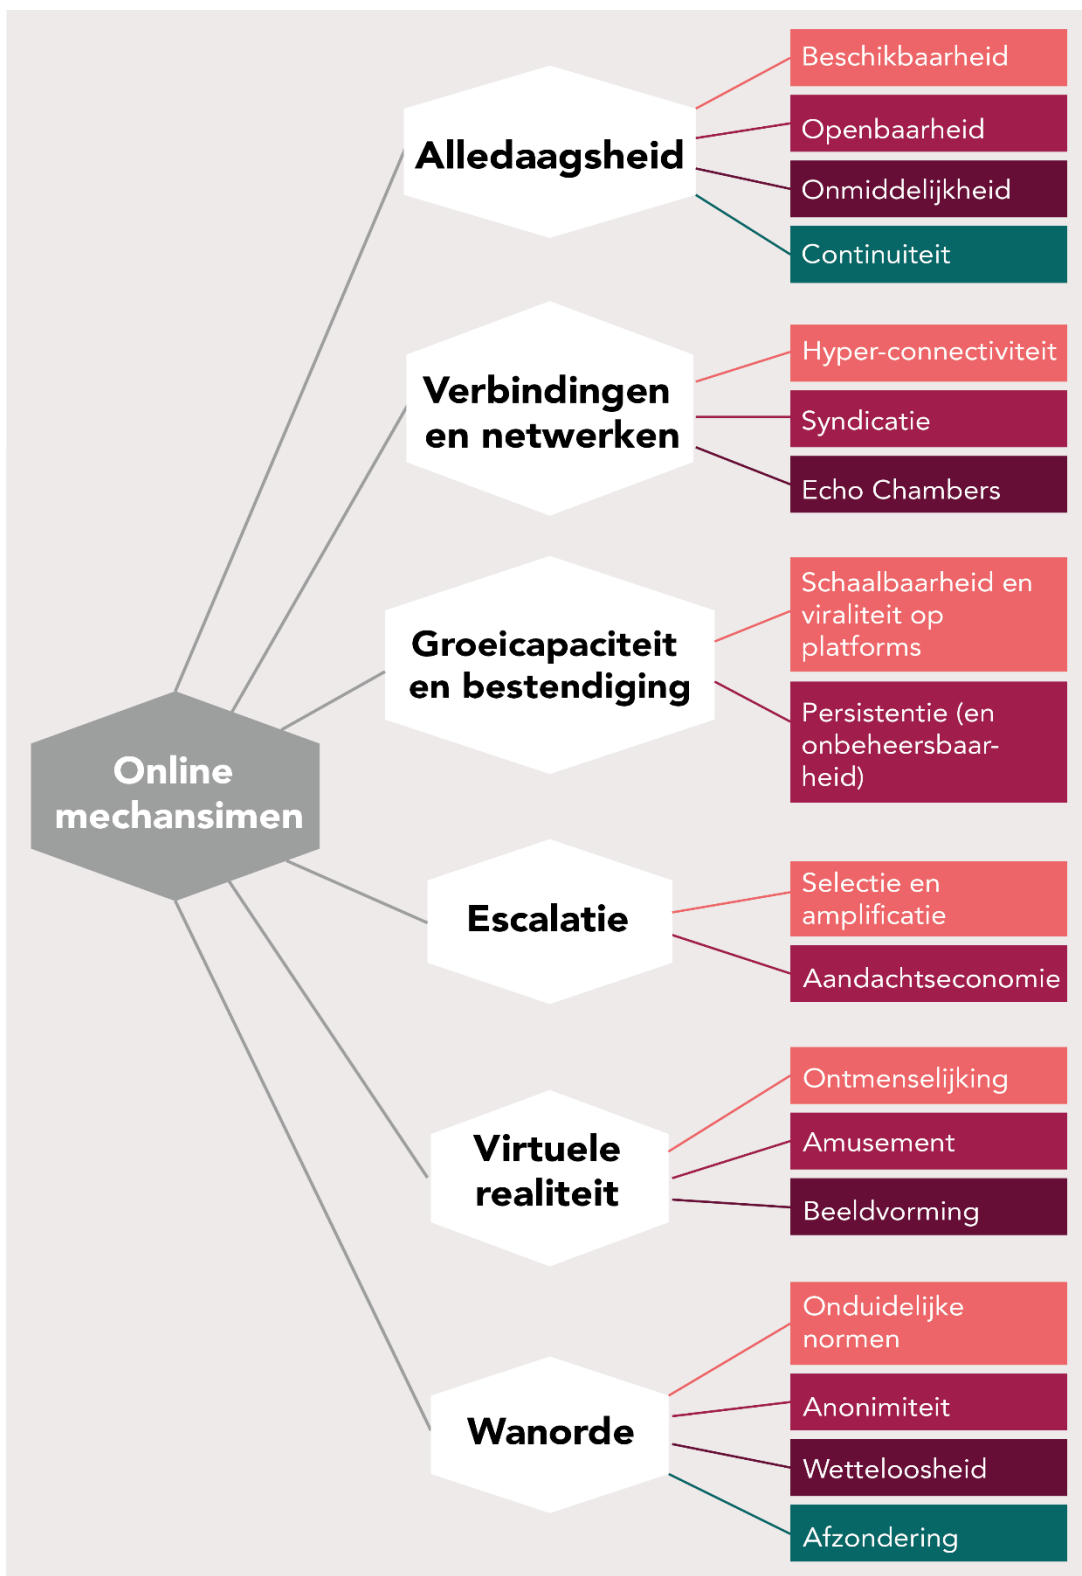 Online
mechansimen
Alledaagsheid
Beschikbaarheid
Openbaarheid
Onmiddelijkheid
Continuiteit
Verbindingen
en netwerken
Hyper-connectiviteit
Syndicatie
Echo Chambers
Groeicapaciteit
en bestendiging
Schaalbaarheid en
viraliteit op
platforms
Persistentie (en
onbeheersbaar-
heid)
Escalatie
Selectie en
amplificatie
Aandachtseconomie
Virtuele
realiteit
Ontmenselijking
Amusement
Beeldvorming
Wanorde
Onduidelijke
normen
Anonimiteit
Wetteloosheid
Afzondering